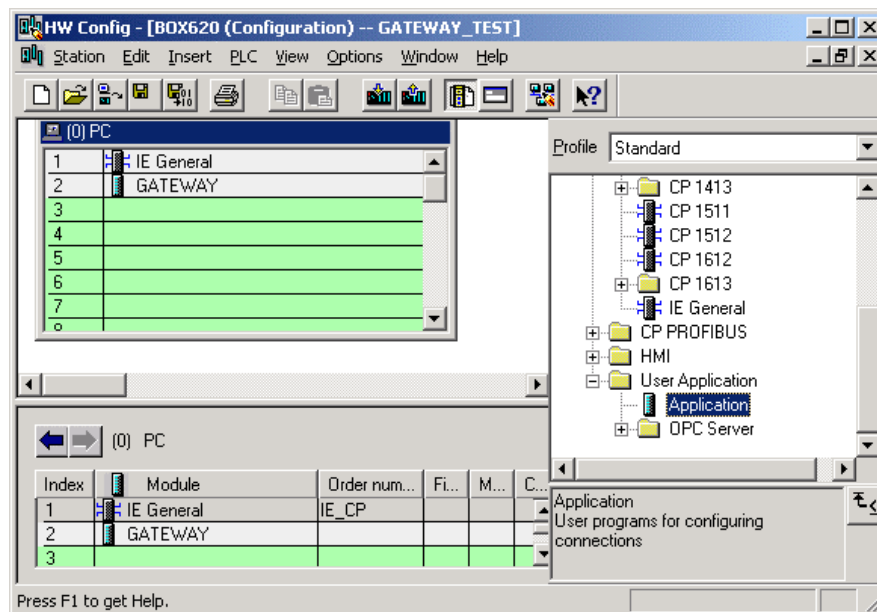 HW Config - [BOX620 (Configuration) -- GATEWAY_TEST]
Station Edit Insert PLC View Options Window Help
(0) PC
1 IE General
2 GATEWAY
3
4
5
6
7
Profile Standard
CP 1413
CP 1511
CP 1512
CP 1612
CP 1613
IE General
CP PROFIBUS
HMI
User Application
Application
OPC Server
(0) PC
Index Module Order num... Fi... M... C...
1 IE General IE_CP
2 GATEWAY
3
Application
User programs for configuring
connections
Press F1 to get Help.